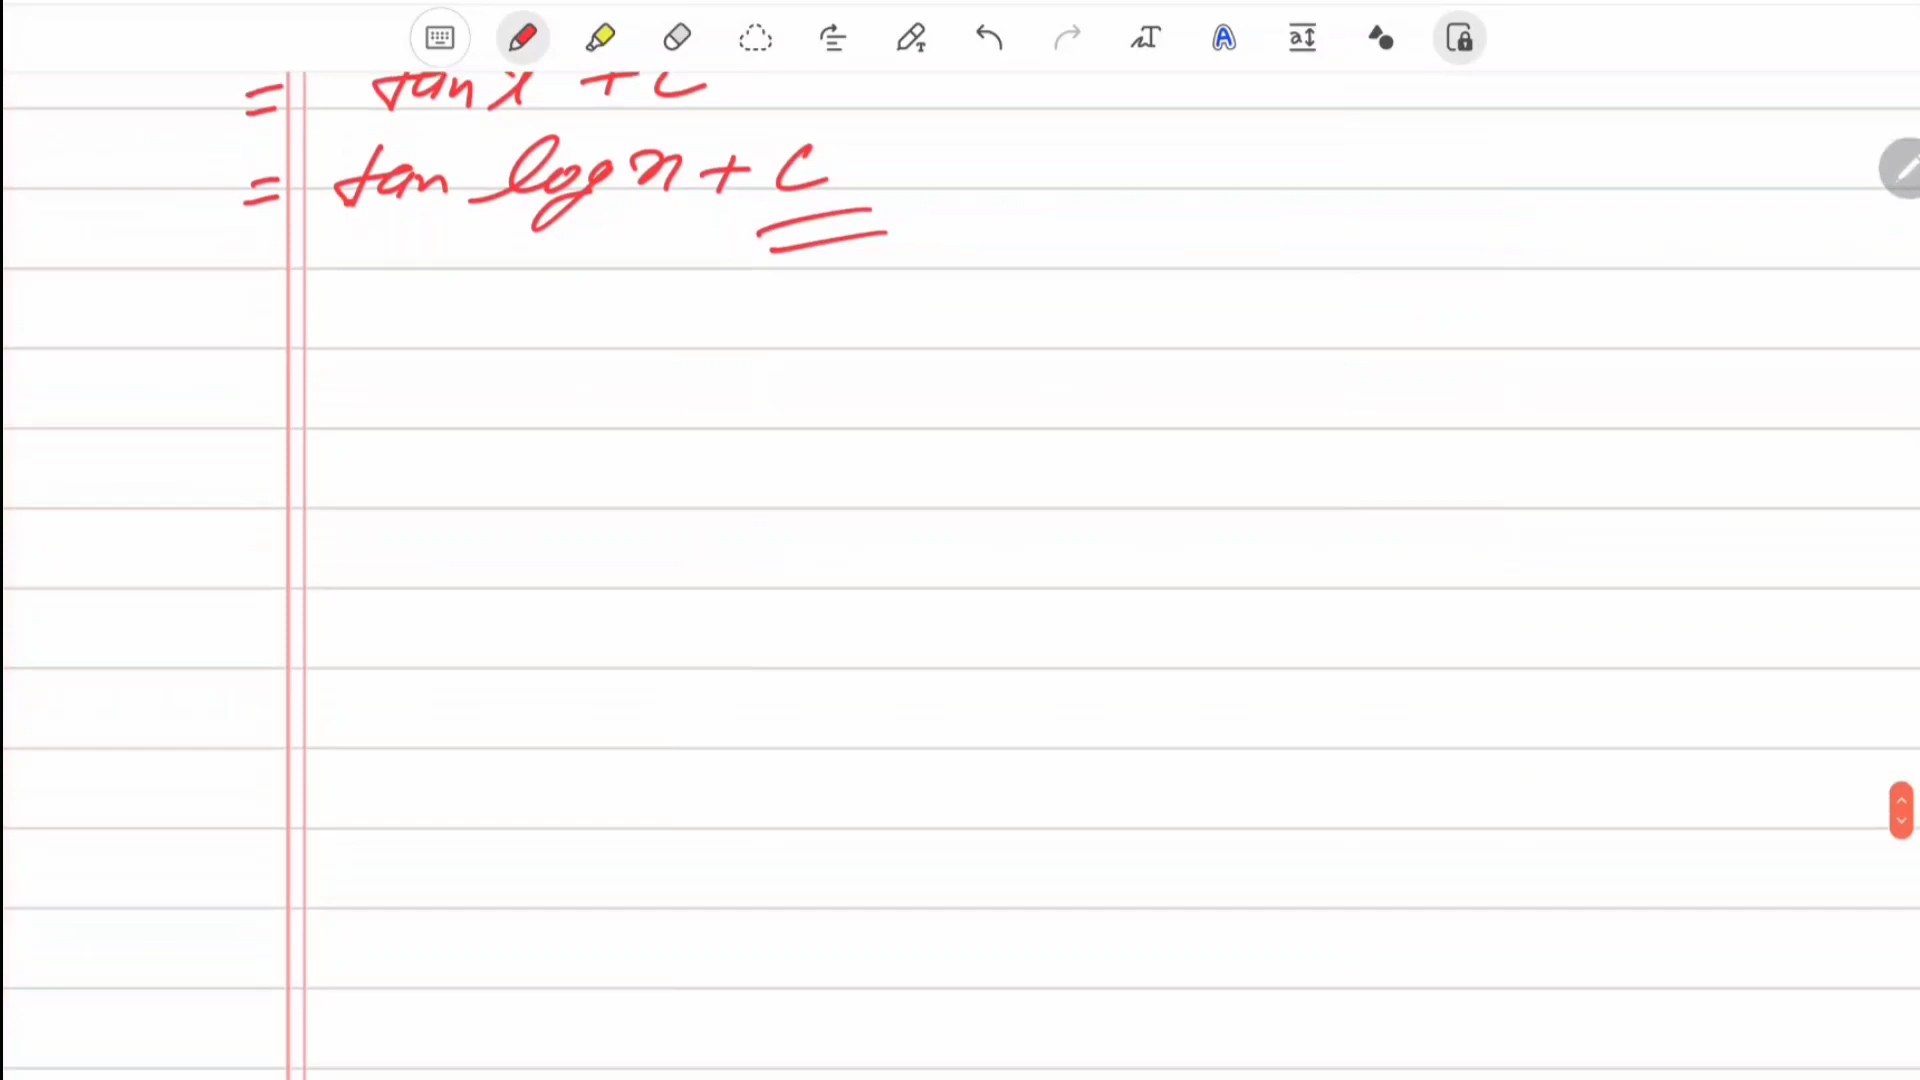 = tan x + C
= tan log x + C